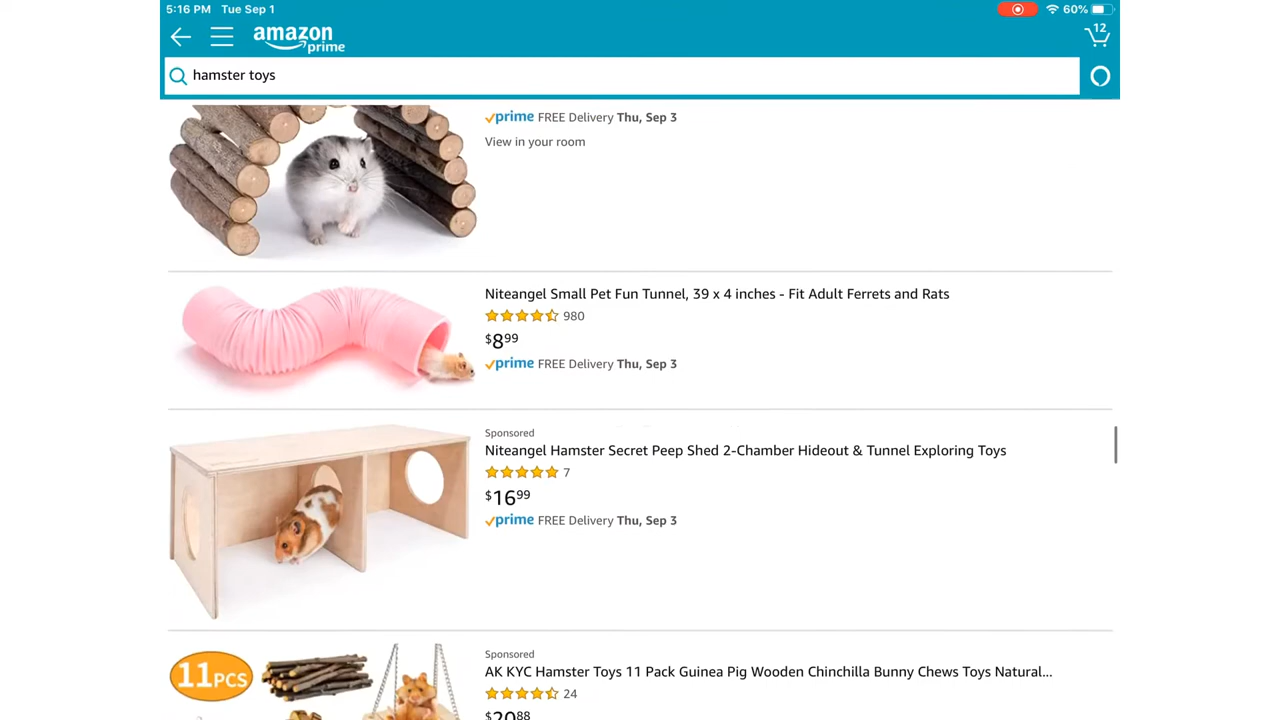 5:16 PM Tue Sep 1
60%
amazon
prime
12
hamster toys
prime FREE Delivery Thu, Sep 3
View in your room
Niteangel Small Pet Fun Tunnel, 39 x 4 inches - Fit Adult Ferrets and Rats
980
$899
prime FREE Delivery Thu, Sep 3
Sponsored
Niteangel Hamster Secret Peep Shed 2-Chamber Hideout & Tunnel Exploring Toys
7
$1699
prime FREE Delivery Thu, Sep 3
11PCS
Sponsored
AK KYC Hamster Toys 11 Pack Guinea Pig Wooden Chinchilla Bunny Chews Toys Natural...
24
$2088